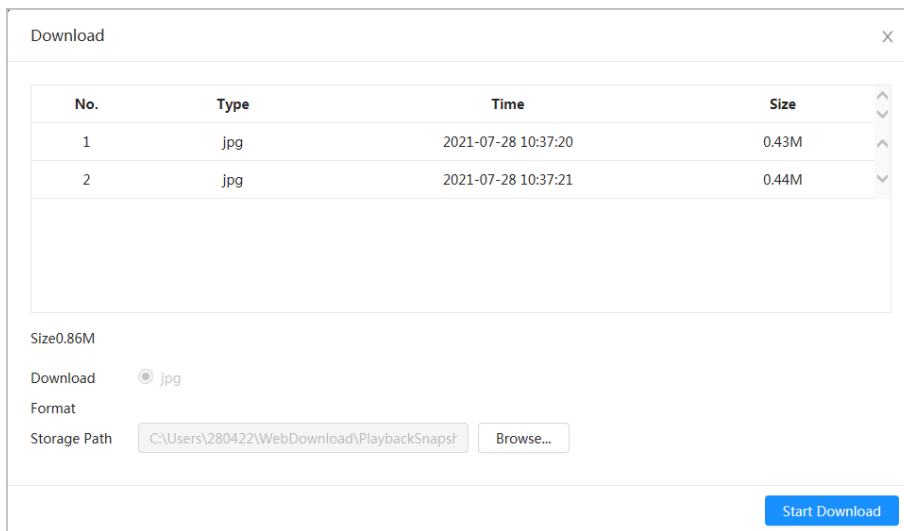 Download X
No. Type Time Size
1 jpg 2021-07-28 10:37:20 0.43M
2 jpg 2021-07-28 10:37:21 0.44M
Size0.86M
Download jpg
Format
Storage Path C:\Users\280422\WebDownload\PlaybackSnapsh Browse...
Start Download